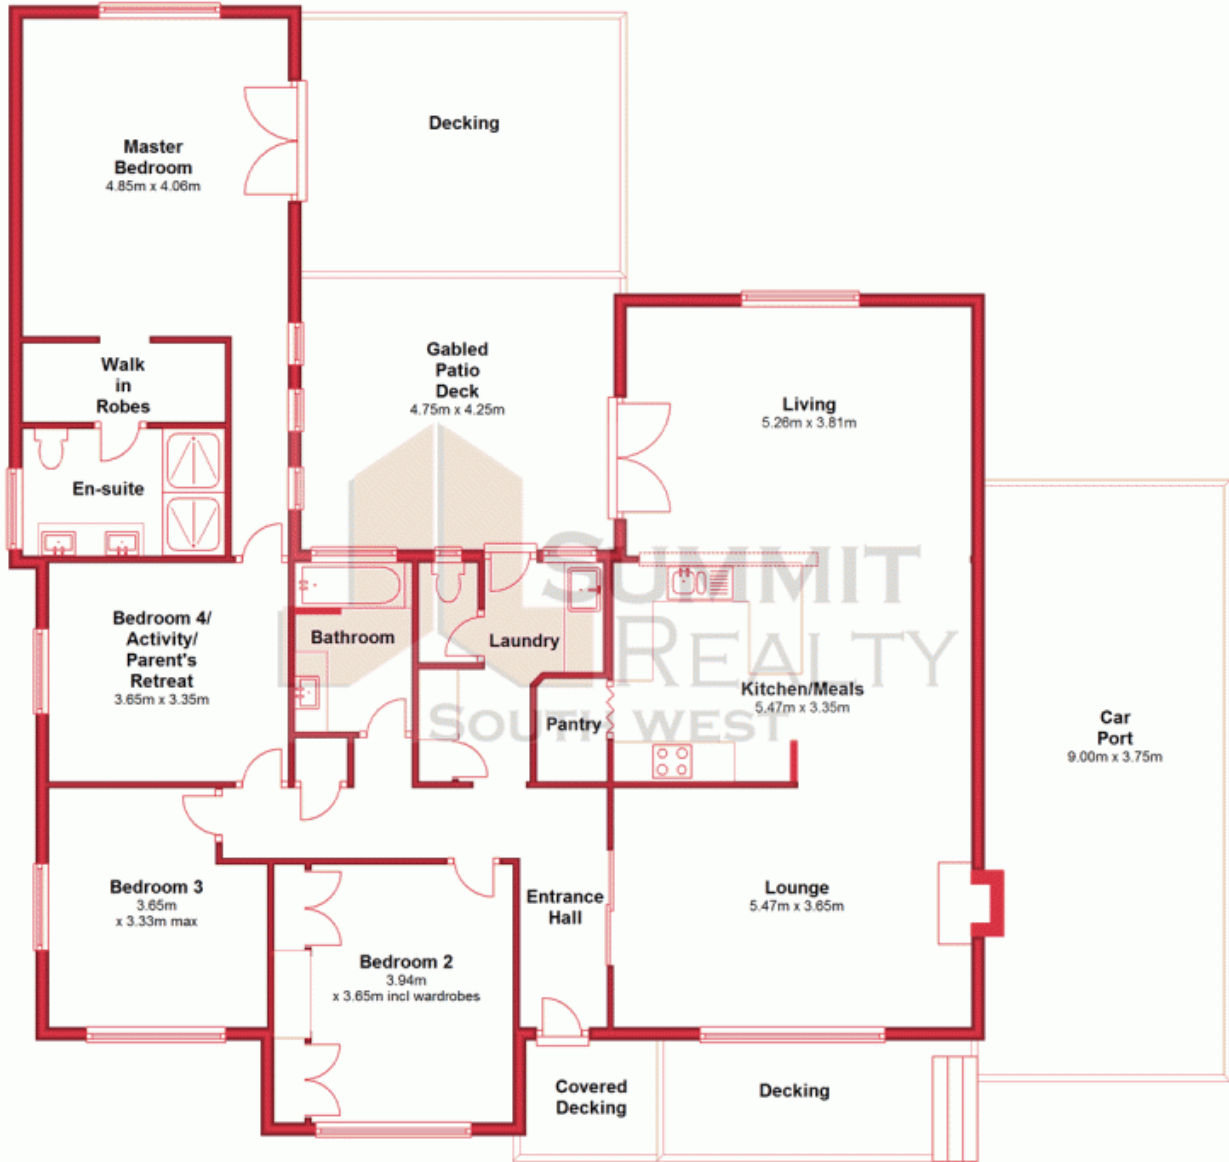 Decking
Master
Bedroom
4.85m x 4.06m
Walk
in
Robes
Gabled
Patio
Deck
4.75m x 4.25m
Living
5.26m x 3.81m
En-suite
SUMMIT
REALTY
SOUTH WEST
Bedroom 4/
Activity/
Parent's
Retreat
3.65m x 3.35m
Bathroom
Laundry
Kitchen/Meals
5.47m x 3.35m
Pantry
Car
Port
9.00m x 3.75m
Bedroom 3
3.65m
x 3.33m max
Entrance
Hall
Lounge
5.47m x 3.65m
Bedroom 2
3.94m
x 3.65m incl wardrobes
Covered
Decking
Decking